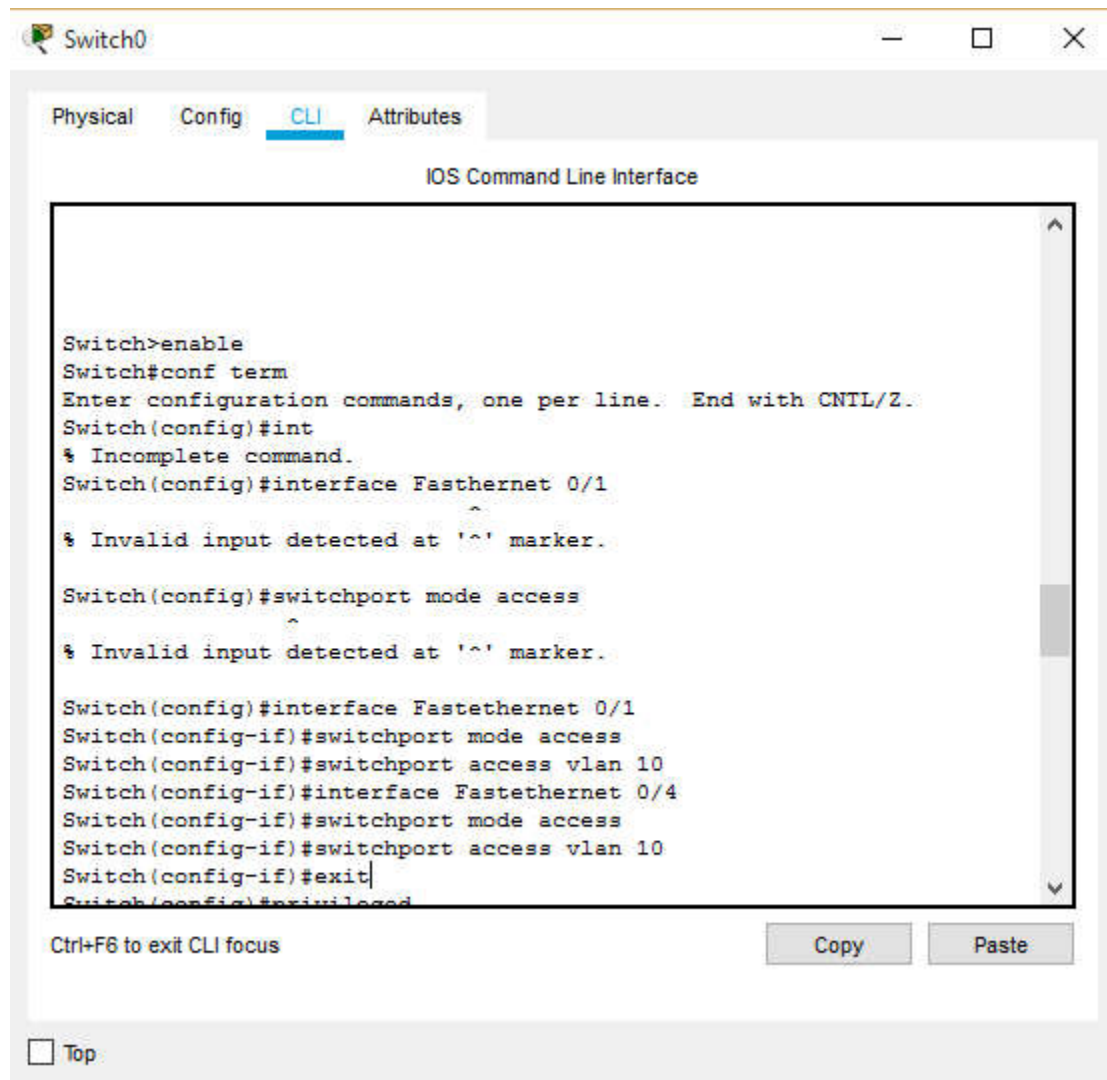 Switch0
Physical Config CLI Attributes
IOS Command Line Interface
Switch>enable
Switch#conf term
Enter configuration commands, one per line.  End with CNTL/Z.
Switch(config)#int
% Incomplete command.
Switch(config)#interface Fasthernet 0/1
^
% Invalid input detected at '^' marker.
Switch(config)#switchport mode access
^
% Invalid input detected at '^' marker.
Switch(config)#interface Fastethernet 0/1
Switch(config-if)#switchport mode access
Switch(config-if)#switchport access vlan 10
Switch(config-if)#interface Fastethernet 0/4
Switch(config-if)#switchport mode access
Switch(config-if)#switchport access vlan 10
Switch(config-if)#exit
Switch(config)#privileged
Ctrl+F6 to exit CLI focus
Copy Paste
Top